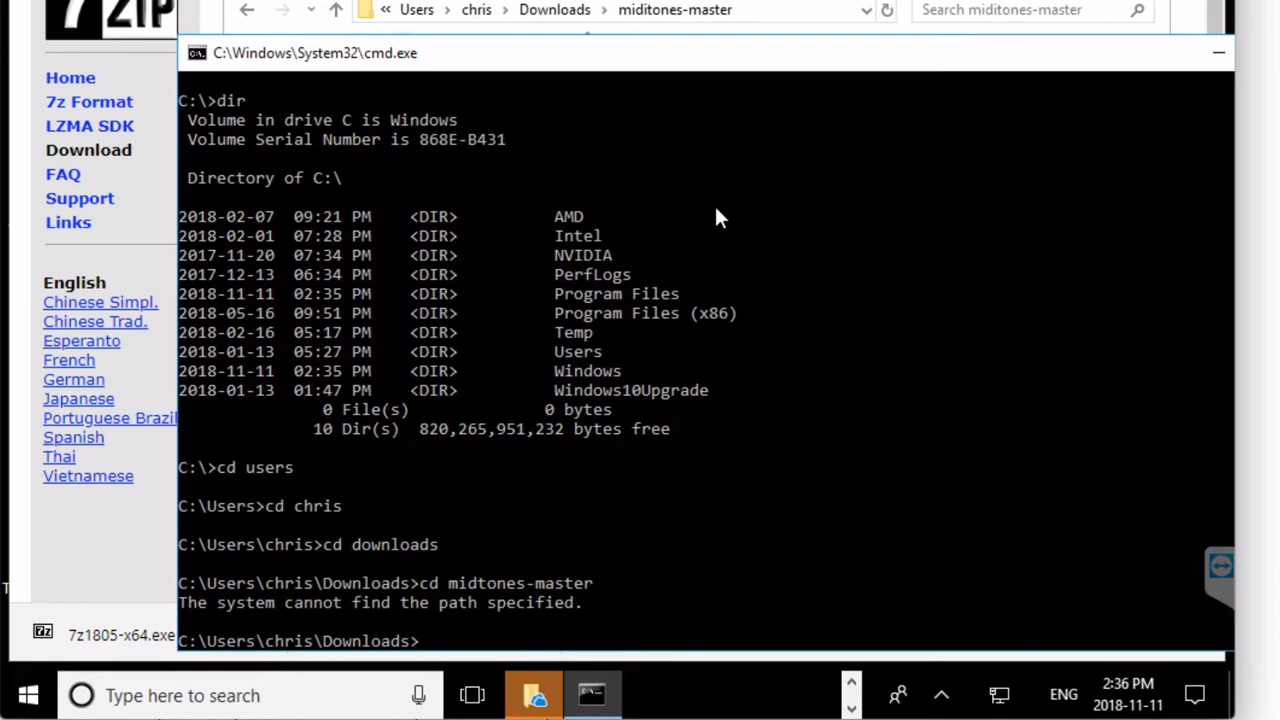 7ZIP
« Users > chris > Downloads > miditones-master
Search miditones-master
C:\Windows\System32\cmd.exe
Home
7z Format
LZMA SDK
Download
FAQ
Support
Links
English
Chinese Simpl.
Chinese Trad.
Esperanto
French
German
Japanese
Portuguese Brazil
Spanish
Thai
Vietnamese
C:\>dir
Volume in drive C is Windows
Volume Serial Number is 868E-B431
Directory of C:\
2018-02-07 09:21 PM <DIR> AMD
2018-02-01 07:28 PM <DIR> Intel
2017-11-20 07:34 PM <DIR> NVIDIA
2017-12-13 06:34 PM <DIR> PerfLogs
2018-11-11 02:35 PM <DIR> Program Files
2018-05-16 09:51 PM <DIR> Program Files (x86)
2018-02-16 05:17 PM <DIR> Temp
2018-01-13 05:27 PM <DIR> Users
2018-11-11 02:35 PM <DIR> Windows
2018-01-13 01:47 PM <DIR> Windows10Upgrade
0 File(s) 0 bytes
10 Dir(s) 820,265,951,232 bytes free
C:\>cd users
C:\Users>cd chris
C:\Users\chris>cd downloads
C:\Users\chris\Downloads>cd midtones-master
The system cannot find the path specified.
C:\Users\chris\Downloads>
7z 7z1805-x64.exe
Type here to search
ENG
2:36 PM
2018-11-11